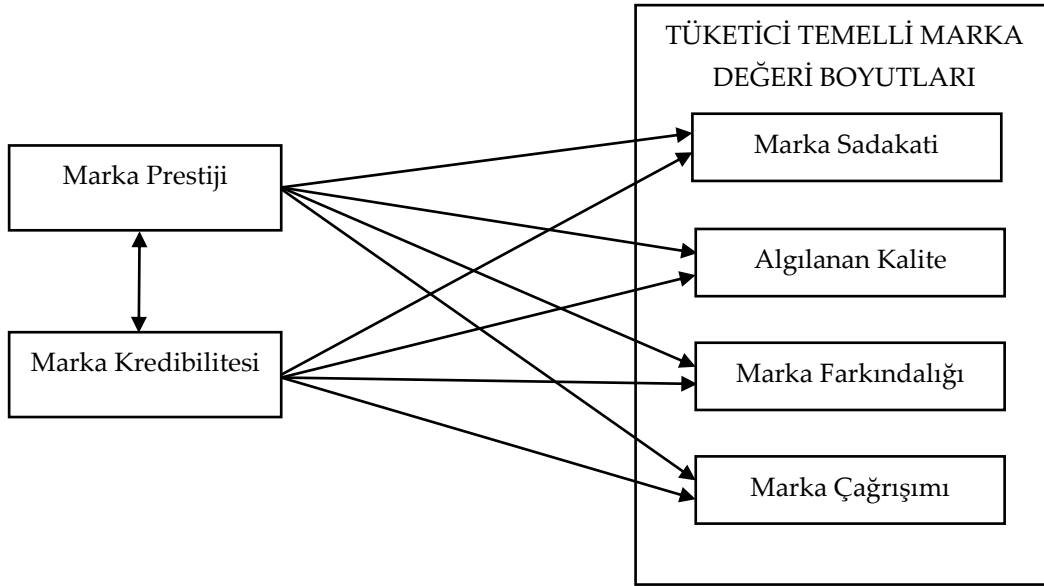 TÜKETİCİ TEMELLİ MARKA
DEĞERİ BOYUTLARI
Marka Sadakati
Marka Prestiji
Algılanan Kalite
Marka Kredibilitesi
Marka Farkındalığı
Marka Çağrışımı